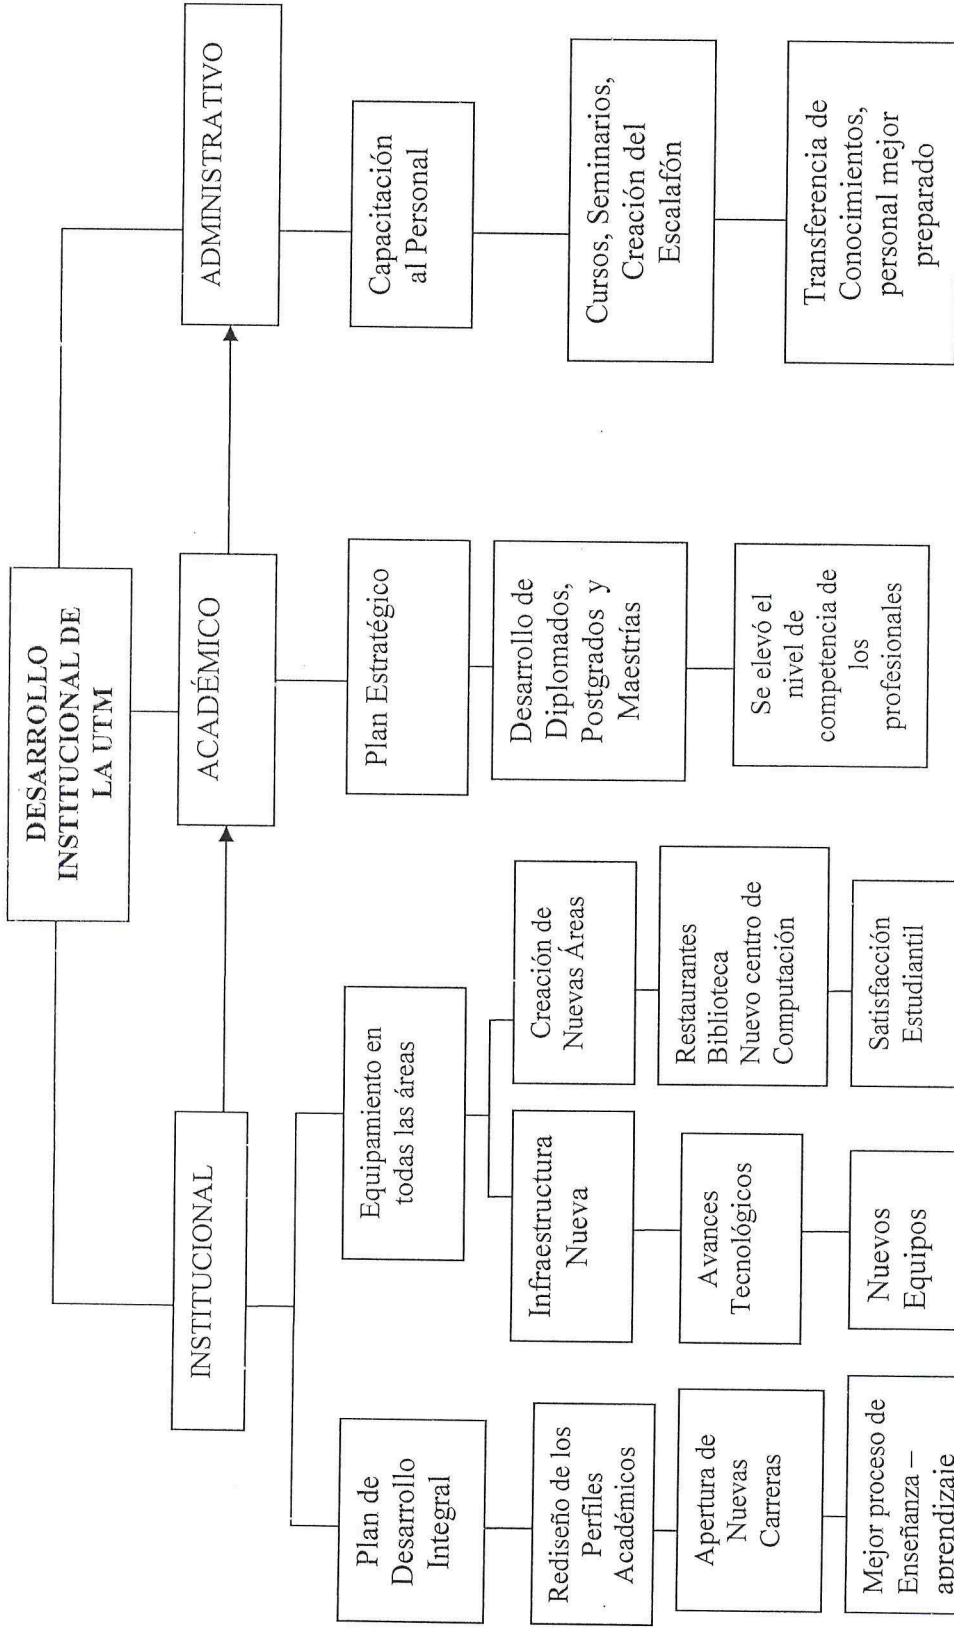 DESARROLLO
INSTITUCIONAL DE
LA UTM
INSTITUCIONAL
ACADÉMICO
ADMINISTRATIVO
Plan de
Desarrollo
Integral
Equipamiento en
todas las áreas
Plan Estratégico
Capacitación
al Personal
Rediseño de los
Perfiles
Académicos
Infraestructura
Nueva
Creación de
Nuevas Áreas
Desarrollo de
Diplomados,
Postgrados y
Maestrías
Cursos, Seminarios,
Creación del
Escalafón
Apertura de
Nuevas
Carreras
Avances
Tecnológicos
Restaurantes
Biblioteca
Nuevo centro de
Computación
Se elevó el
nivel de
competencia de
los
profesionales
Transferencia de
Conocimientos,
personal mejor
preparado
Mejor proceso de
Enseñanza –
aprendizaje
Nuevos
Equipos
Satisfacción
Estudiantil